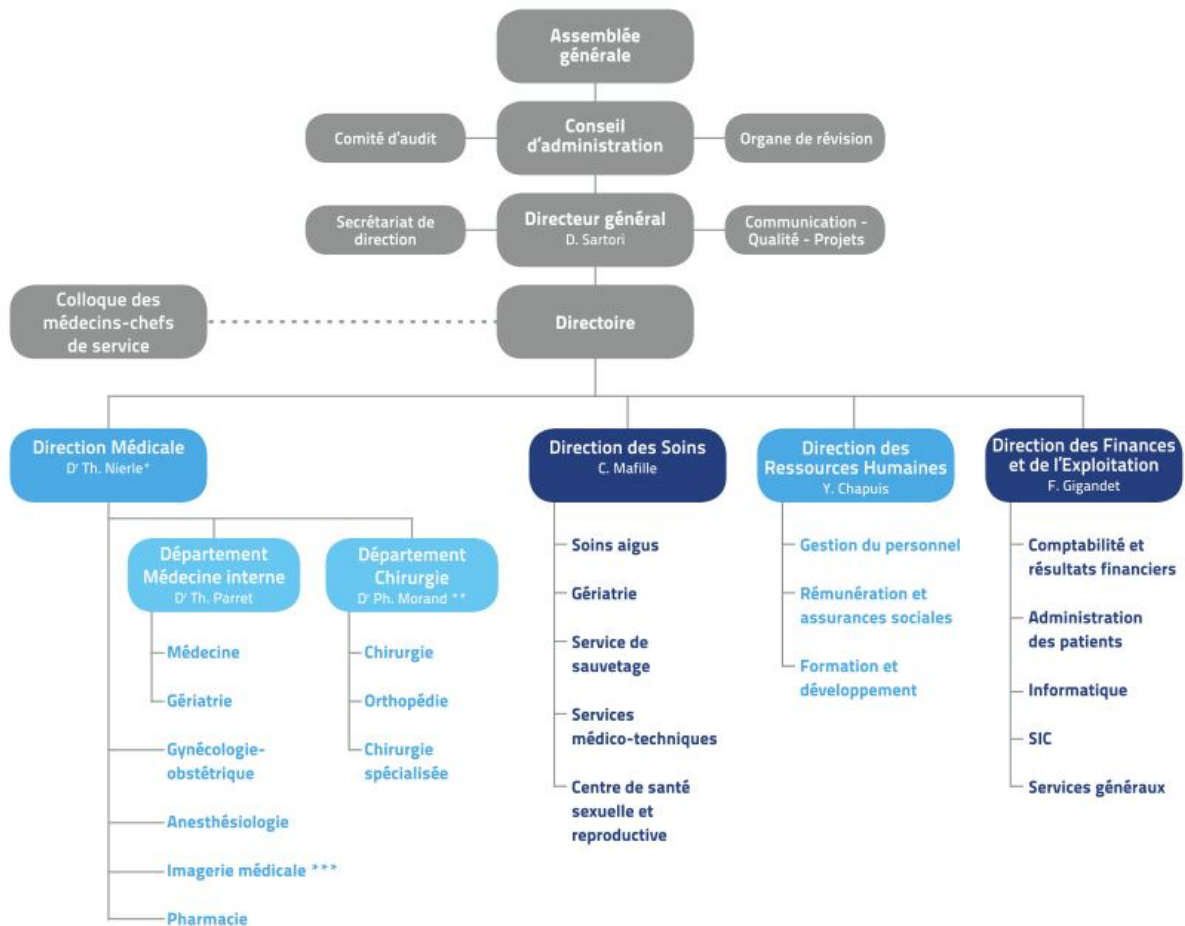 Assemblée
générale
Comité d'audit
Conseil
d'administration
Organe de révision
Secrétariat de
direction
Directeur général
D. Sartori
Communication -
Qualité - Projets
Colloque des
médecins-chefs
de service
Directoire
Direction Médicale
Dr Th. Nierle*
Direction des Soins
C. Mafille
Direction des
Ressources Humaines
Y. Chapuis
Direction des Finances
et de l'Exploitation
F. Gigandet
Département
Médecine interne
Dr Th. Parret
Département
Chirurgie
Dr Ph. Morand **
Médecine
Gériatrie
Gynécologie-
obstétrique
Anesthésiologie
Imagerie médicale ***
Pharmacie
Chirurgie
Orthopédie
Chirurgie
spécialisée
Soins aigus
Gériatrie
Service de
sauvetage
Services
médico-techniques
Centre de santé
sexuelle et
reproductive
Gestion du personnel
Rémunération et
assurances sociales
Formation et
développement
Comptabilité et
résultats financiers
Administration
des patients
Informatique
SIC
Services généraux